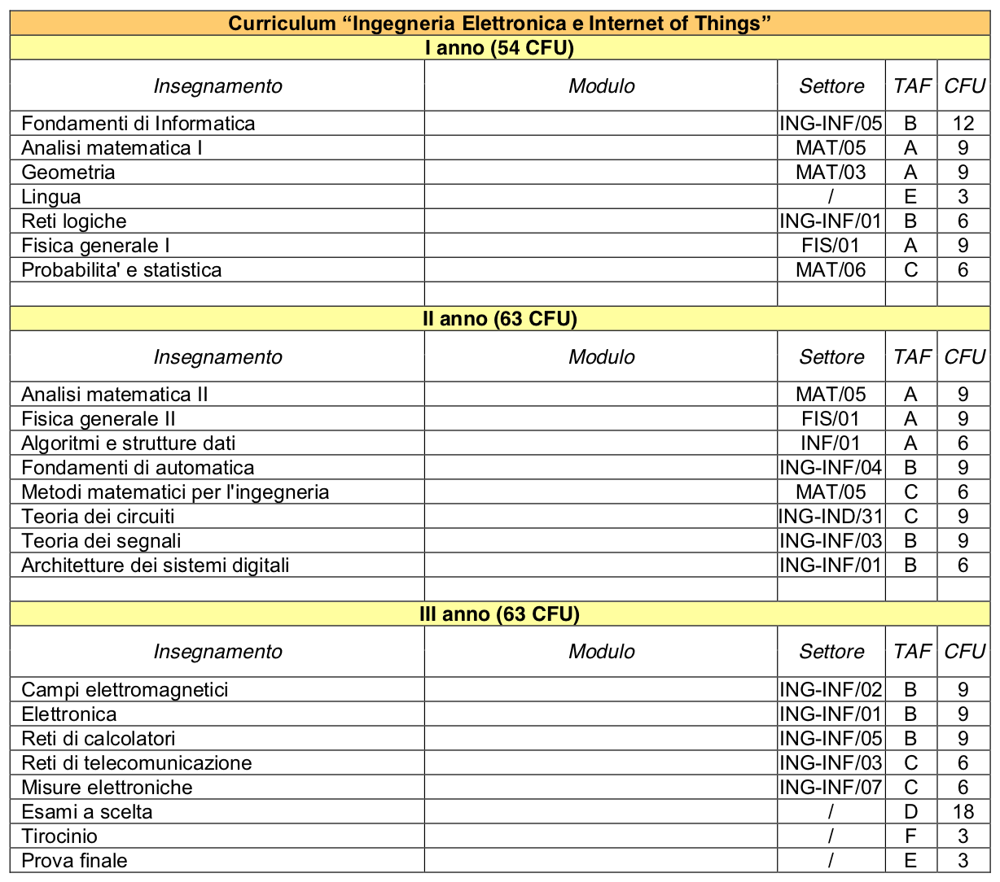 Curriculum “Ingegneria Elettronica e Internet of Things”
I anno (54 CFU)
Insegnamento Modulo Settore TAF CFU
Fondamenti di Informatica ING-INF/05 B 12
Analisi matematica I MAT/05 A 9
Geometria MAT/03 A 9
Lingua / E 3
Reti logiche ING-INF/01 B 6
Fisica generale I FIS/01 A 9
Probabilita' e statistica MAT/06 C 6
II anno (63 CFU)
Insegnamento Modulo Settore TAF CFU
Analisi matematica II MAT/05 A 9
Fisica generale II FIS/01 A 9
Algoritmi e strutture dati INF/01 A 6
Fondamenti di automatica ING-INF/04 B 9
Metodi matematici per l'ingegneria MAT/05 C 6
Teoria dei circuiti ING-IND/31 C 9
Teoria dei segnali ING-INF/03 B 9
Architetture dei sistemi digitali ING-INF/01 B 6
III anno (63 CFU)
Insegnamento Modulo Settore TAF CFU
Campi elettromagnetici ING-INF/02 B 9
Elettronica ING-INF/01 B 9
Reti di calcolatori ING-INF/05 B 9
Reti di telecomunicazione ING-INF/03 C 6
Misure elettroniche ING-INF/07 C 6
Esami a scelta / D 18
Tirocinio / F 3
Prova finale / E 3